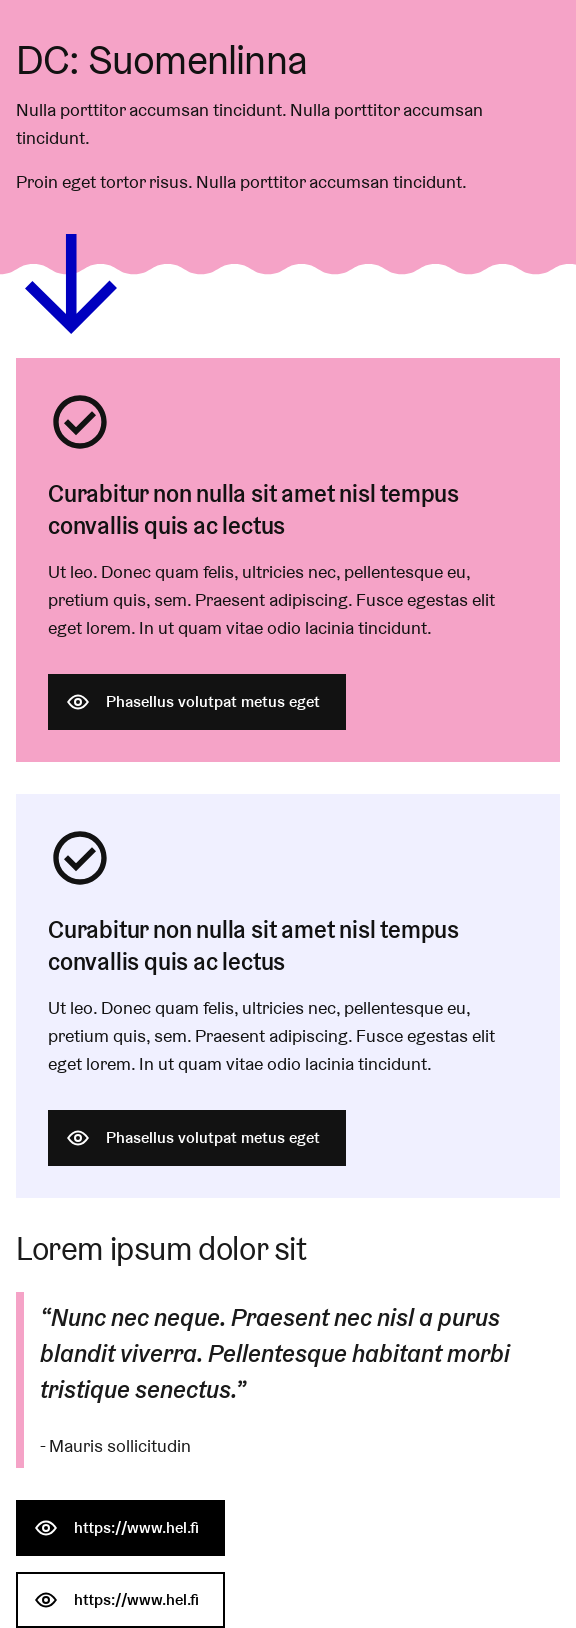 DC: Suomenlinna
Nulla porttitor accumsan tincidunt. Nulla porttitor accumsan
tincidunt.
Proin eget tortor risus. Nulla porttitor accumsan tincidunt.
Curabitur non nulla sit amet nisl tempus
convallis quis ac lectus
Ut leo. Donec quam felis, ultricies nec, pellentesque eu,
pretium quis, sem. Praesent adipiscing. Fusce egestas elit
eget lorem. In ut quam vitae odio lacinia tincidunt.
Phasellus volutpat metus eget
Curabitur non nulla sit amet nisl tempus
convallis quis ac lectus
Ut leo. Donec quam felis, ultricies nec, pellentesque eu,
pretium quis, sem. Praesent adipiscing. Fusce egestas elit
eget lorem. In ut quam vitae odio lacinia tincidunt.
Phasellus volutpat metus eget
Lorem ipsum dolor sit
“Nunc nec neque. Praesent nec nisl a purus
blandit viverra. Pellentesque habitant morbi
tristique senectus.”
- Mauris sollicitudin
https://www.hel.fi
https://www.hel.fi